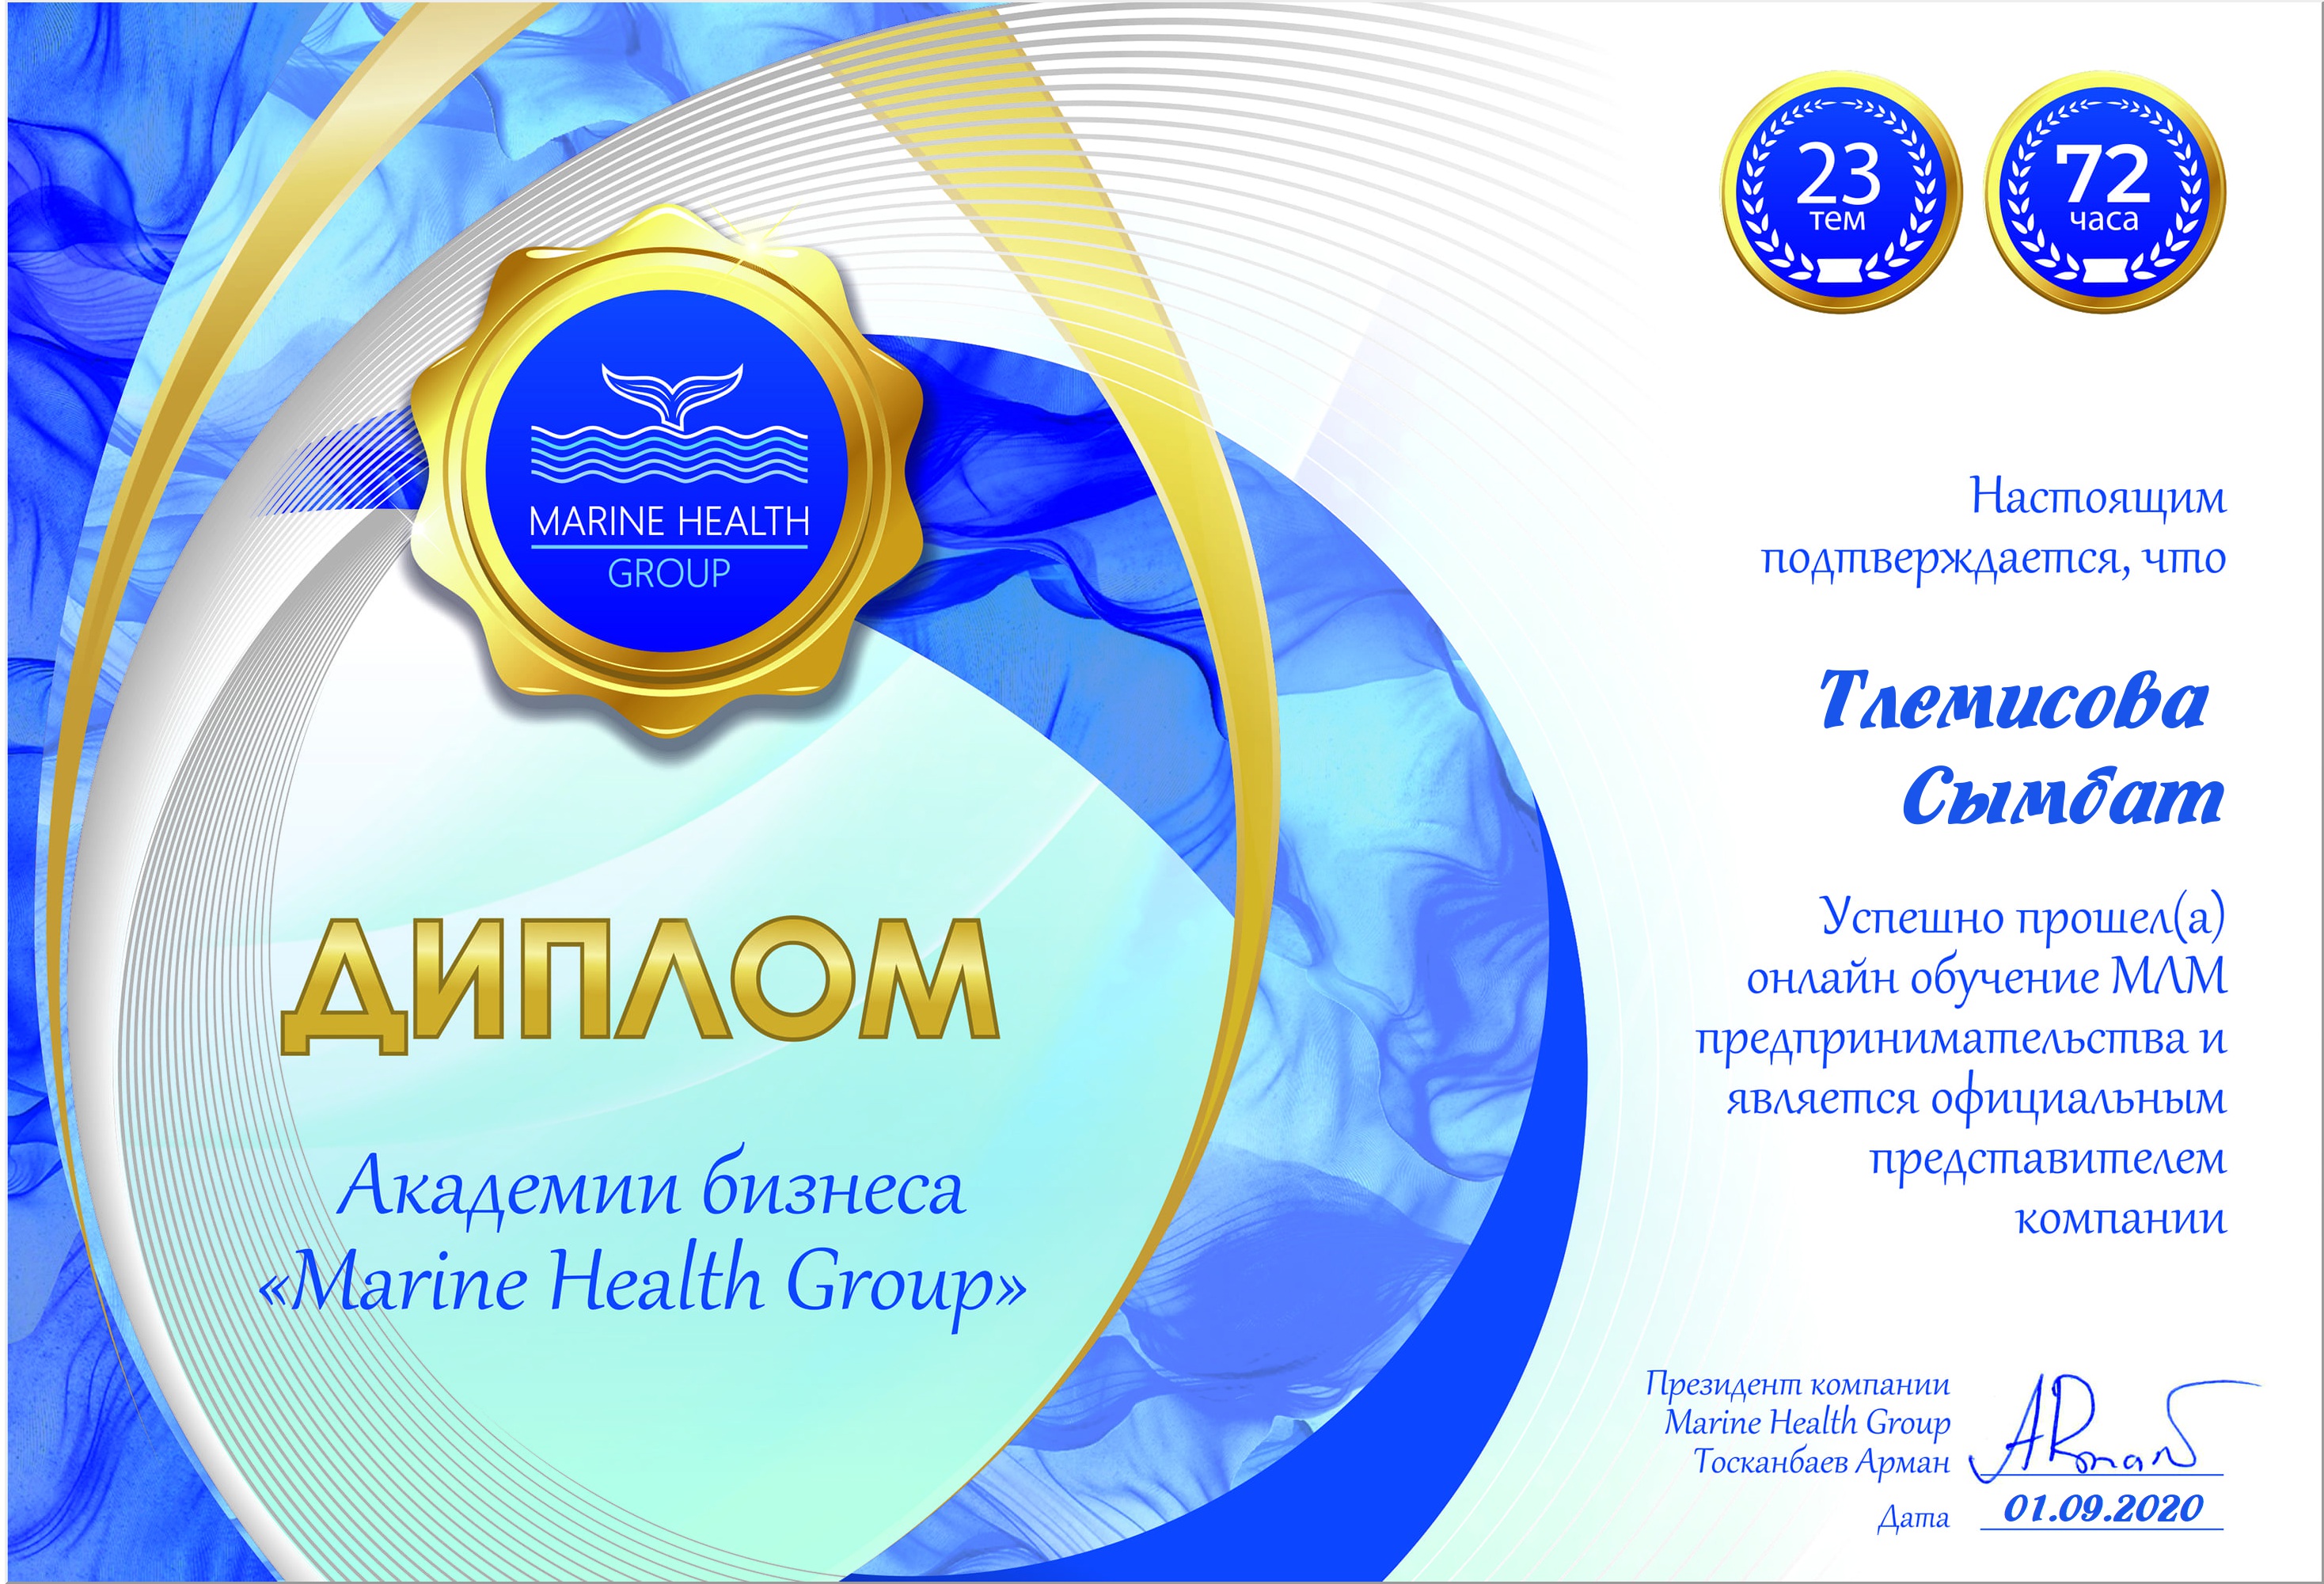 23
тем
72
часа
MARINE HEALTH
GROUP
ДИПЛОМ
Академии бизнеса
«Marine Health Group»
Настоящим
подтверждается, что
Тлемисова
Сымбат
Успешно прошел(а)
онлайн обучение МЛМ
предпринимательства и
является официальным
представителем
компании
Президент компании
Marine Health Group
Тосканбаев Арман
Дата
01.09.2020